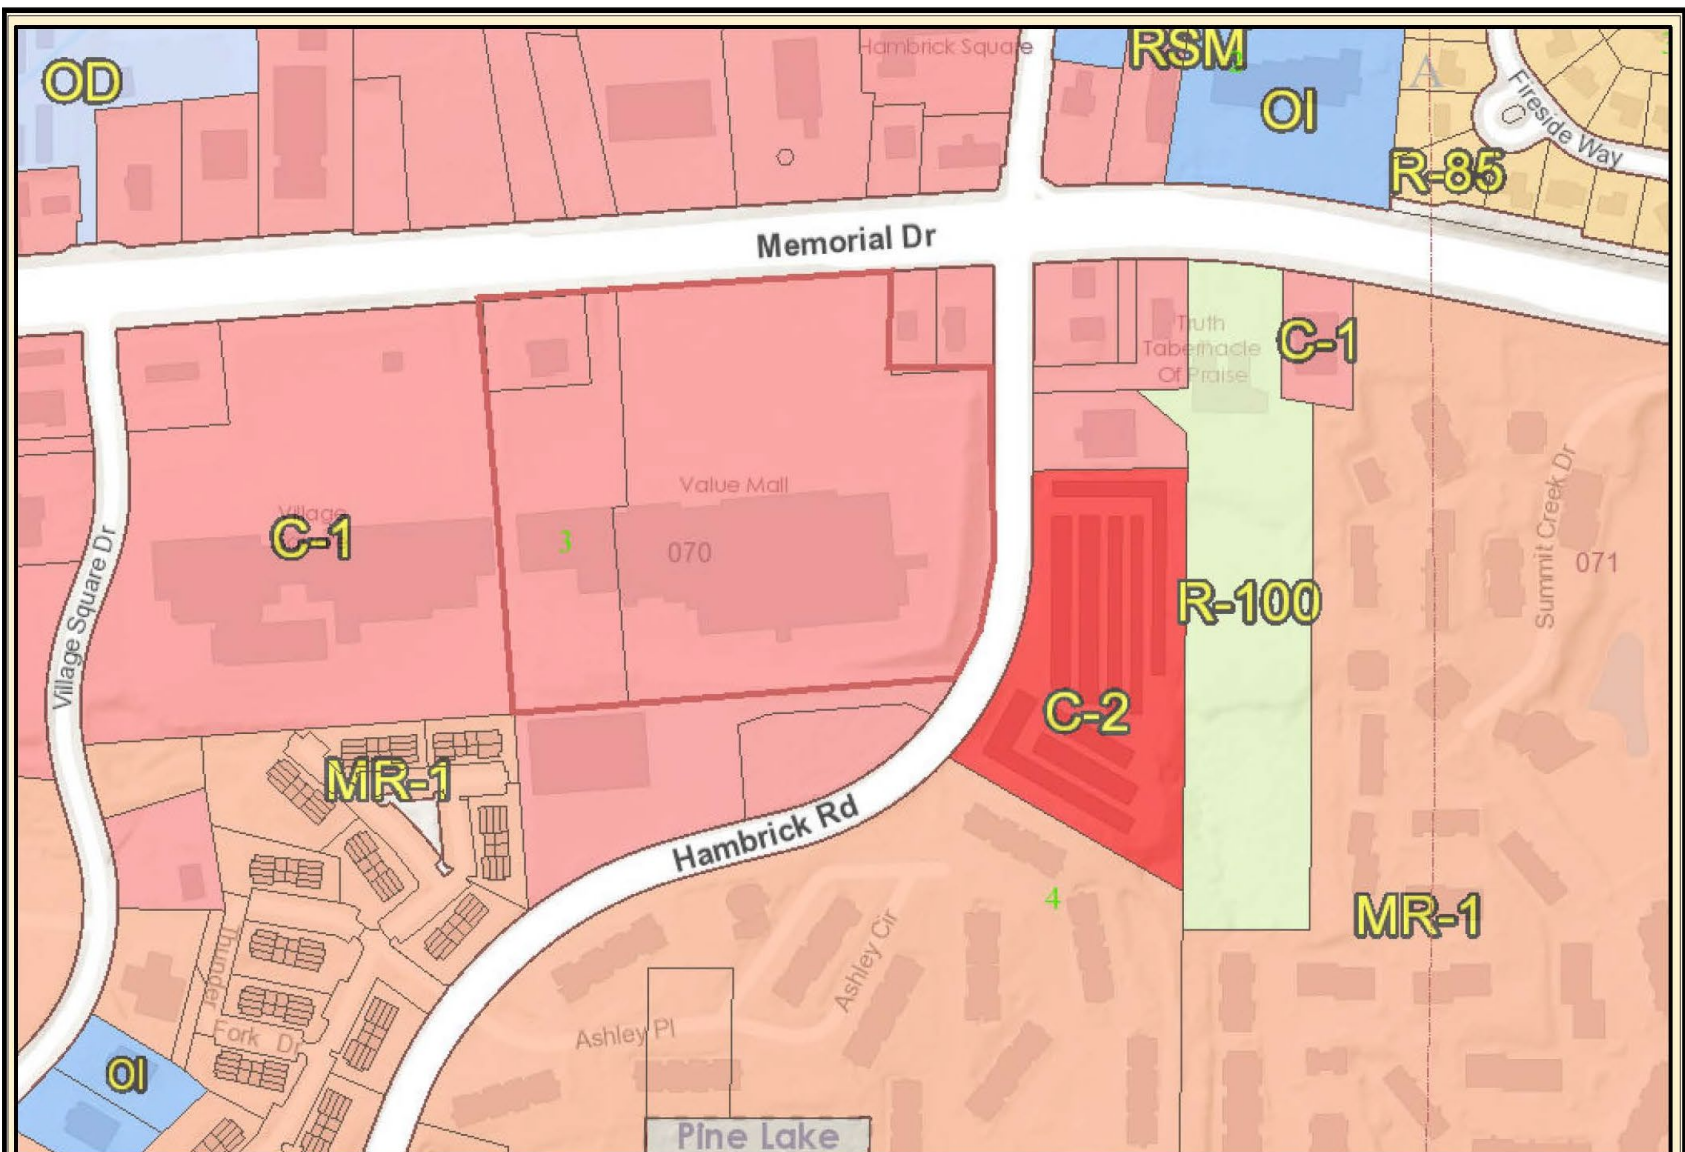 Hambrick Square
RSM
2
3
OD
A
OI
Fireside Way
R-85
Memorial Dr
Truth
Tabernacle
Of Praise
C-1
Value Mall
Village
C-1
3
070
Summit Creek Dr
071
R-100
Village Square Dr
C-2
MR-1
Hambrick Rd
4
MR-1
Thunder
Fork Dr
Ashley Cir
Ashley Pl
OI
Pine Lake